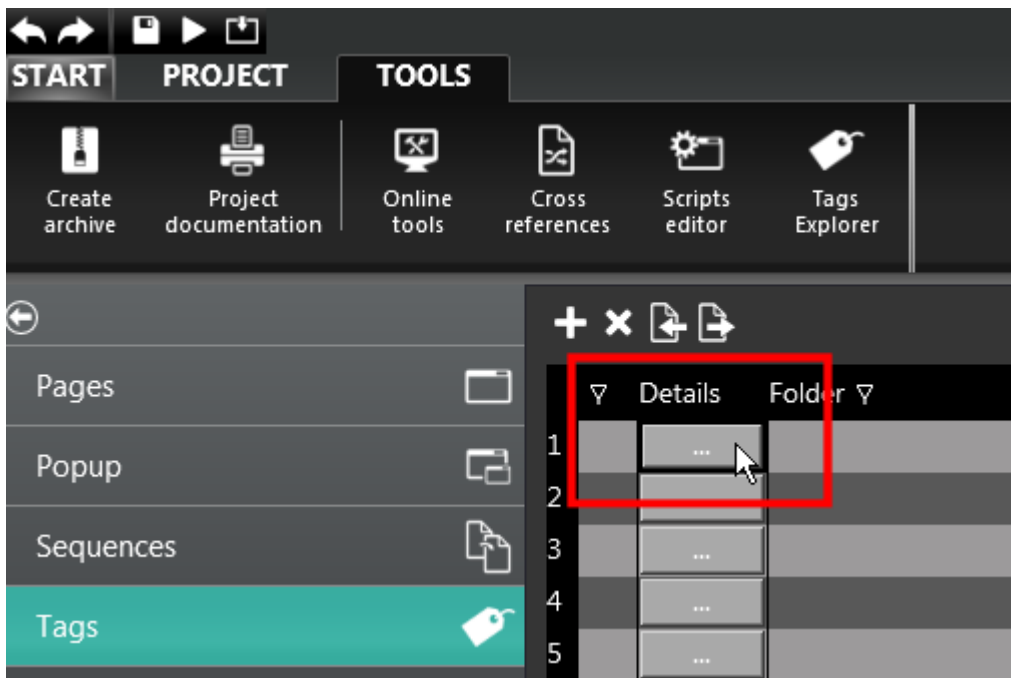 START PROJECT TOOLS
Create archive
Project documentation
Online tools
Cross references
Scripts editor
Tags Explorer
Pages
Popup
Sequences
Tags
Details Folder
1 ...
2
3 ...
4 ...
5 ...